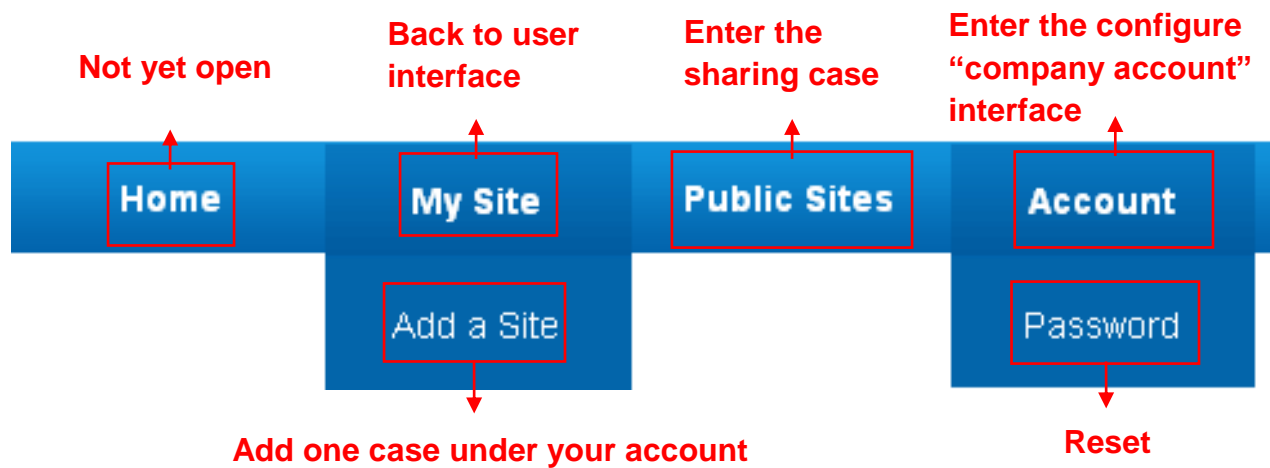 Not yet open
Back to user
interface
Enter the
sharing case
Enter the configure
“company account”
interface
Home
My Site
Public Sites
Account
Add a Site
Password
Add one case under your account
Reset